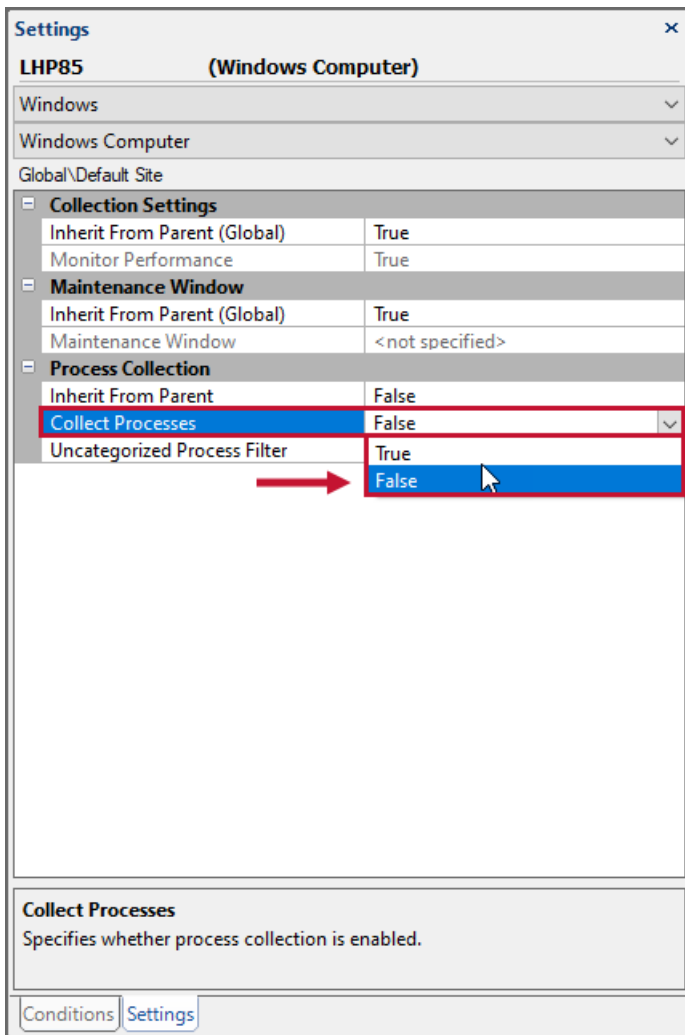 Settings
LHP85 (Windows Computer)
Windows
Windows Computer
Global\Default Site
Collection Settings
Inherit From Parent (Global) True
Monitor Performance True
Maintenance Window
Inherit From Parent (Global) True
Maintenance Window <not specified>
Process Collection
Inherit From Parent False
Collect Processes False
Uncategorized Process Filter True
False
Collect Processes
Specifies whether process collection is enabled.
Conditions Settings